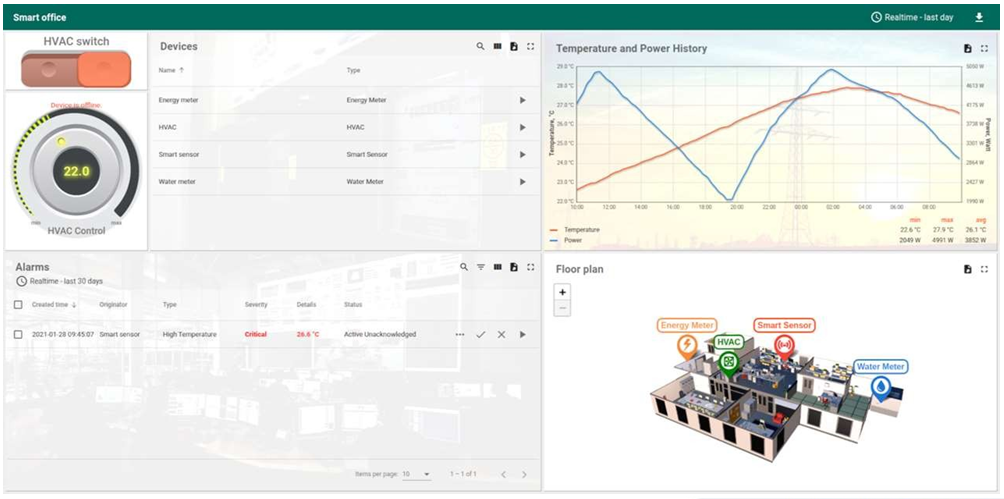 Smart office
Realtime - last day
HVAC switch
Device is offline
22.0
HVAC Control
Devices
Name ↑ Type
Energy meter Energy Meter
HVAC HVAC
Smart sensor Smart Sensor
Water meter Water Meter
Temperature and Power History
Temperature, °C
29.0 °C
28.0 °C
27.0 °C
26.0 °C
25.0 °C
24.0 °C
23.0 °C
22.0 °C
5050 W
4613 W
4175 W
3738 W
3301 W
2864 W
2427 W
1990 W
Power, Watt
10:00 12:00 14:00 16:00 18:00 20:00 22:00 00:00 02:00 04:00 06:00 08:00
min max avg
Temperature 22.6 °C 27.9 °C 26.1 °C
Power 2049 W 4991 W 3852 W
Alarms
Realtime - last 30 days
Created time ↓ Originator Type Severity Details Status
2021-01-28 09:45:07 Smart sensor High Temperature Critical 26.6 °C Active Unacknowledged
Items per page: 10 1 – 1 of 1
Floor plan
+
−
Energy Meter
Smart Sensor
HVAC
Water Meter